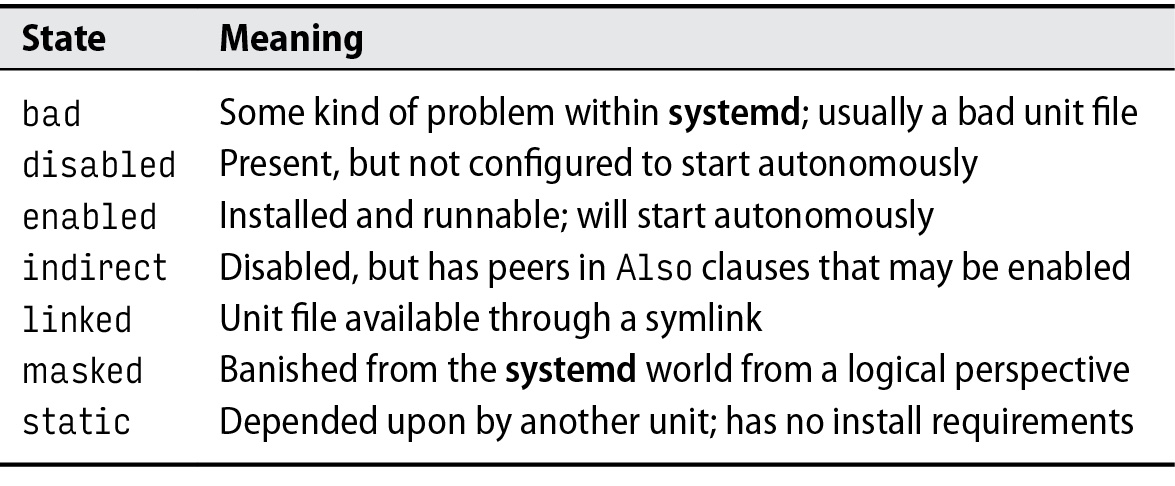 State Meaning
bad Some kind of problem within systemd; usually a bad unit file
disabled Present, but not configured to start autonomously
enabled Installed and runnable; will start autonomously
indirect Disabled, but has peers in Also clauses that may be enabled
linked Unit file available through a symlink
masked Banished from the systemd world from a logical perspective
static Depended upon by another unit; has no install requirements